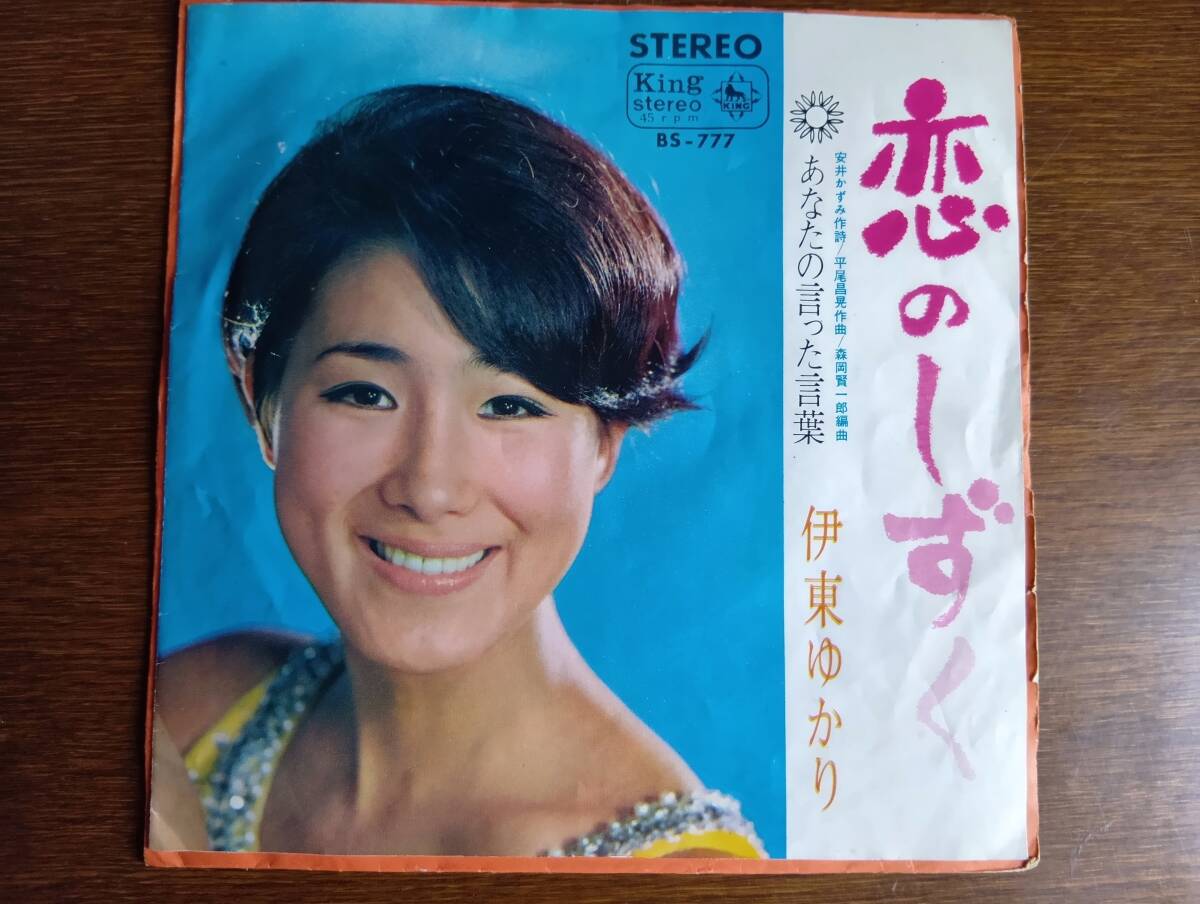 STEREO
King
stereo
45 rpm
KING
BS-777
恋のしずく
安井かずみ作詩/平尾昌晃作曲/森岡賢一郎編曲
あなたの言った言葉
伊東ゆかり